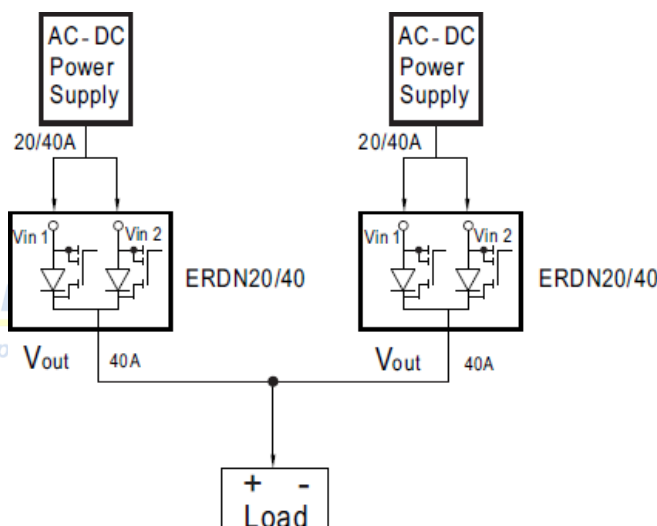 AC-DC
Power
Supply
AC-DC
Power
Supply
20/40A
20/40A
Vin 1
Vin 2
Vin 1
Vin 2
ERDN20/40
ERDN20/40
Vout
40A
Vout
40A
+ -
Load